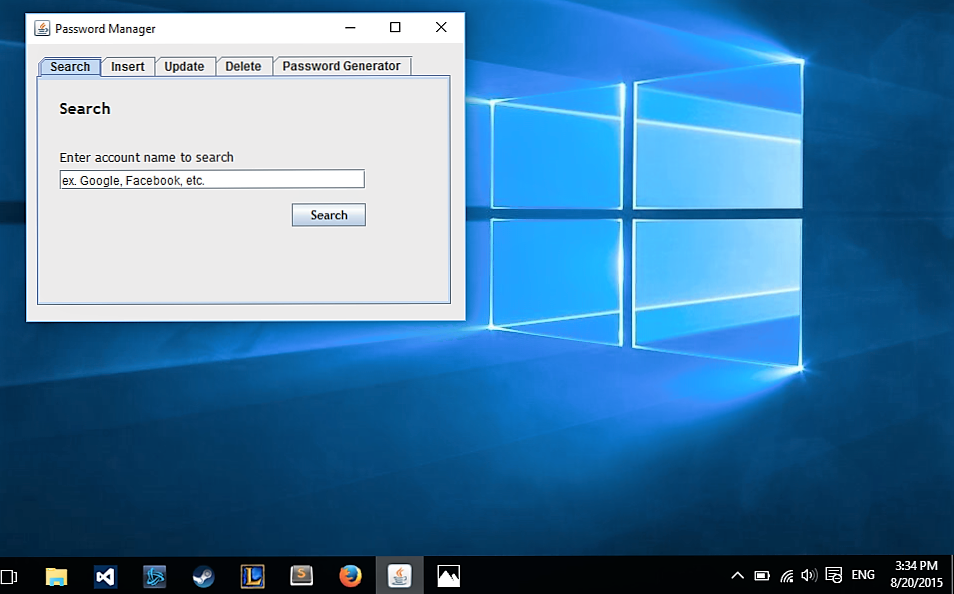 Password Manager
Search Insert Update Delete Password Generator
Search
Enter account name to search
ex. Google, Facebook, etc.
Search
ENG
3:34 PM
8/20/2015